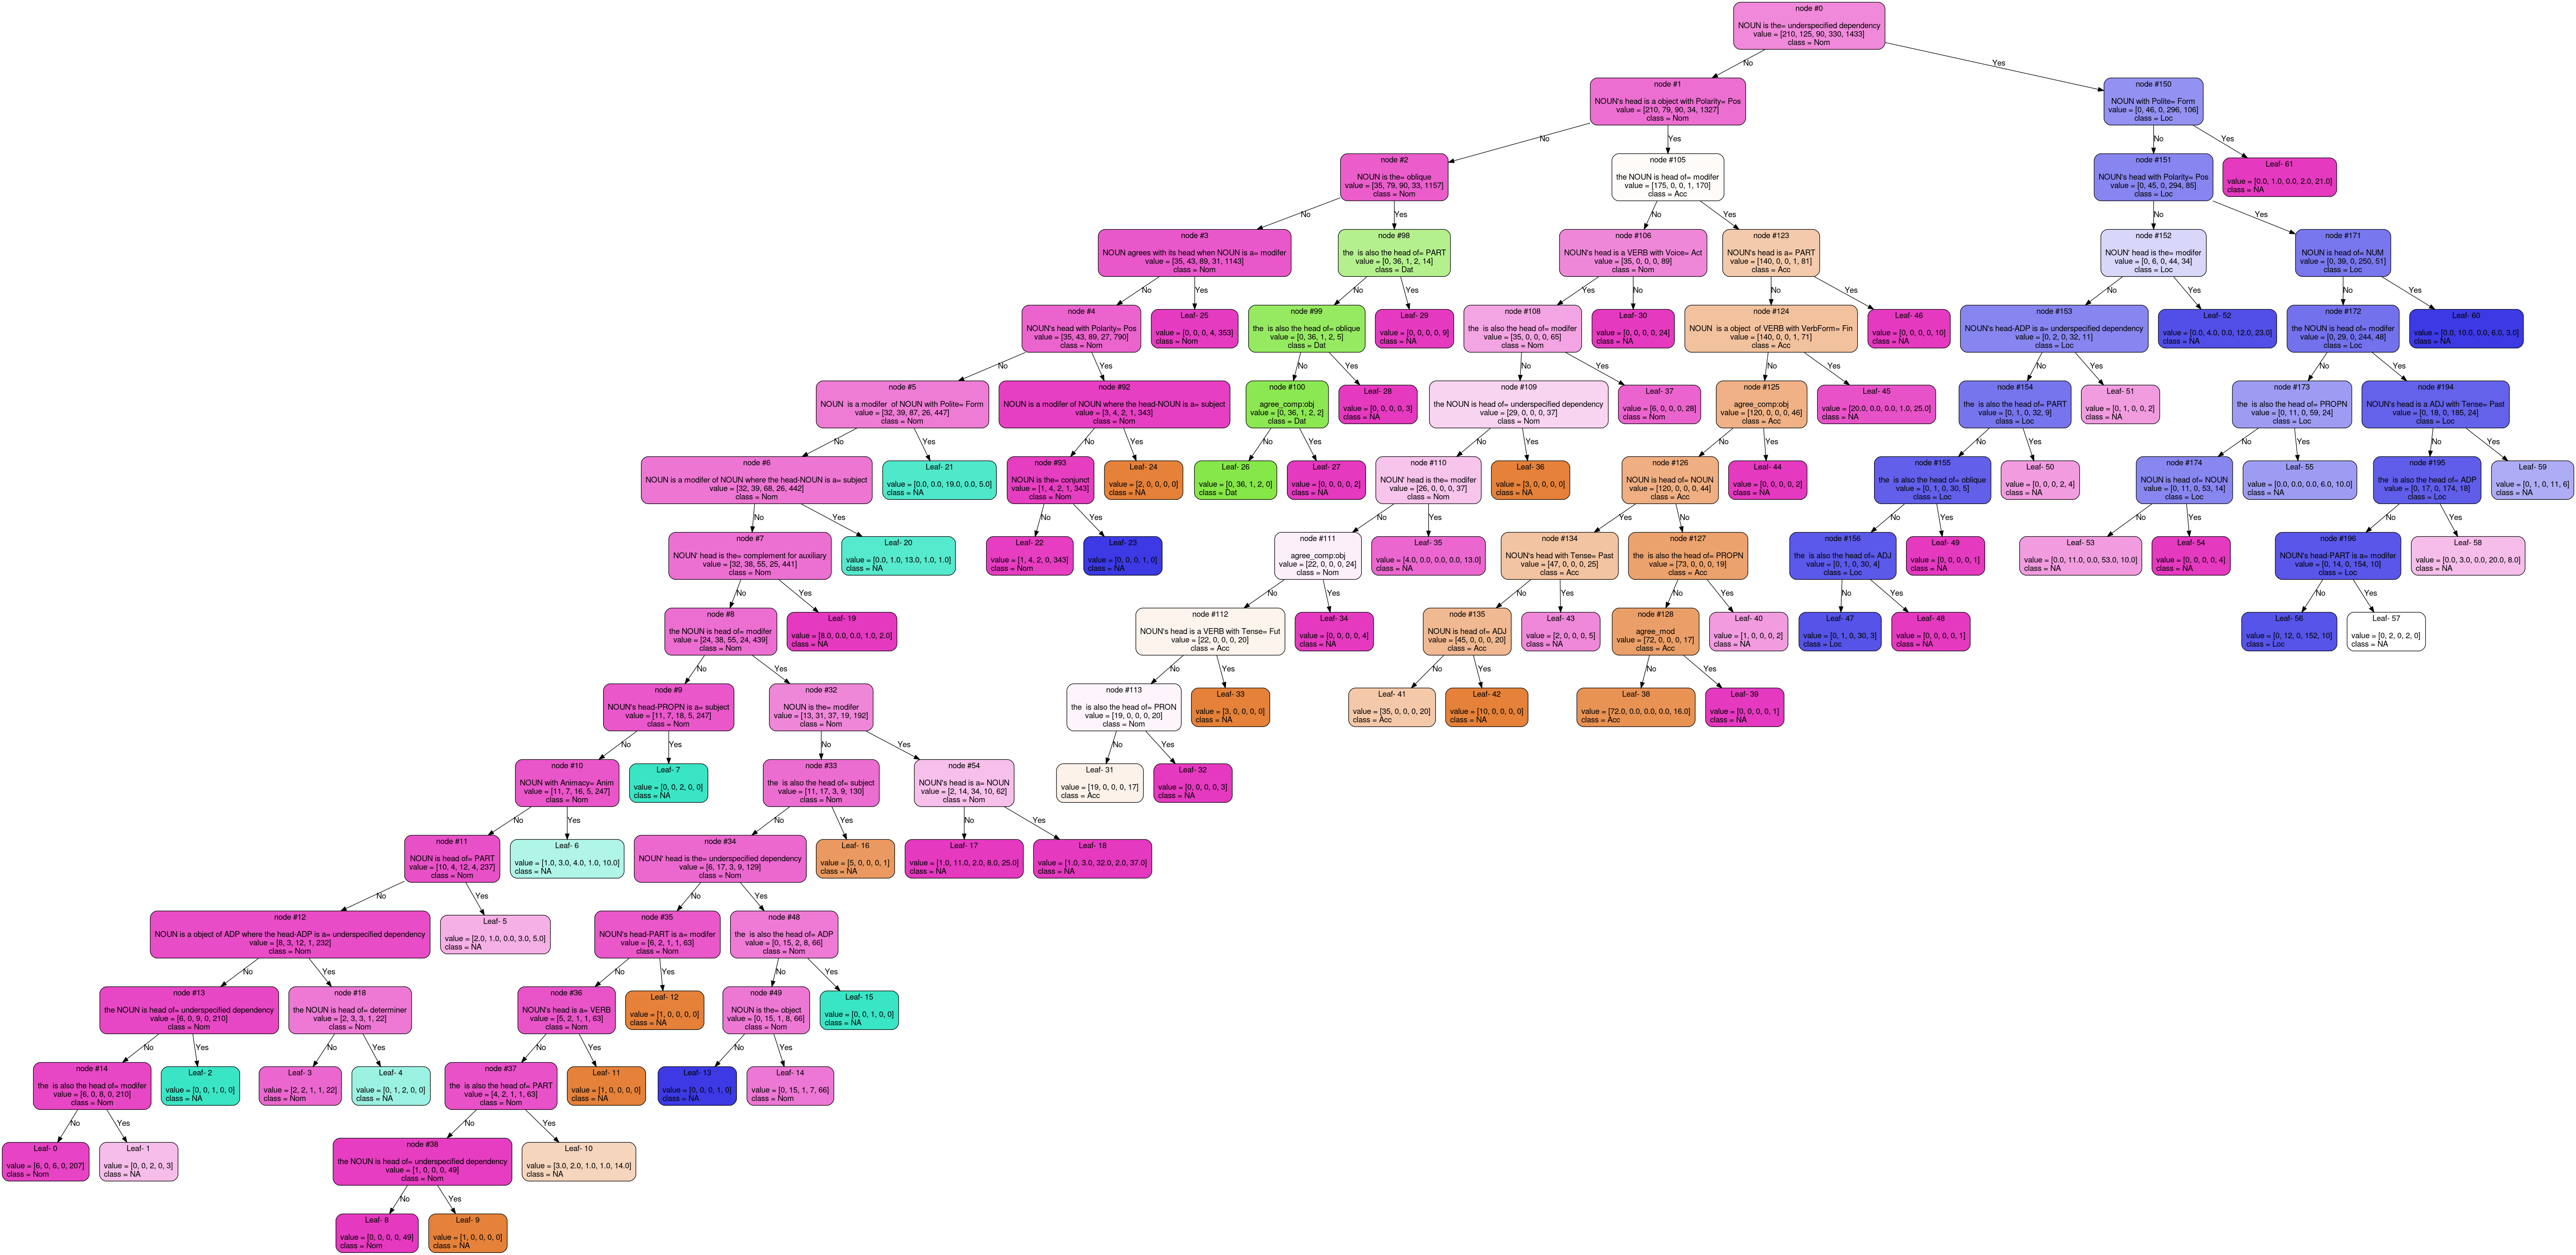 node #0
NOUN is the= underspecified dependency
value = [210, 125, 90, 330, 1433]
class = Nom
No
Yes
node #1
NOUN's head is a object with Polarity= Pos
value = [210, 79, 90, 34, 1327]
class = Nom
node #150
NOUN with Polite= Form
value = [0, 46, 0, 296, 106]
class = Loc
No
Yes
No
Yes
node #2
NOUN is the= oblique
value = [35, 79, 90, 33, 1157]
class = Nom
node #105
the NOUN is head of= modifer
value = [175, 0, 0, 1, 170]
class = Acc
node #151
NOUN's head with Polarity= Pos
value = [0, 45, 0, 294, 85]
class = Loc
Leaf- 61
value = [0.0, 1.0, 0.0, 2.0, 21.0]
class = NA
No
Yes
No
Yes
No
Yes
node #3
NOUN agrees with its head when NOUN is a= modifer
value = [35, 43, 89, 31, 1143]
class = Nom
node #98
the  is also the head of= PART
value = [0, 36, 1, 2, 14]
class = Dat
node #106
NOUN's head is a VERB with Voice= Act
value = [35, 0, 0, 0, 89]
class = Nom
node #123
NOUN's head is a= PART
value = [140, 0, 0, 1, 81]
class = Acc
node #152
NOUN' head is the= modifer
value = [0, 6, 0, 44, 34]
class = Loc
node #171
NOUN is head of= NUM
value = [0, 39, 0, 250, 51]
class = Loc
No
Yes
No
Yes
Yes
No
No
Yes
No
Yes
No
Yes
node #4
NOUN's head with Polarity= Pos
value = [35, 43, 89, 27, 790]
class = Nom
Leaf- 25
value = [0, 0, 0, 4, 353]
class = Nom
node #99
the  is also the head of= oblique
value = [0, 36, 1, 2, 5]
class = Dat
Leaf- 29
value = [0, 0, 0, 0, 9]
class = NA
node #108
the  is also the head of= modifer
value = [35, 0, 0, 0, 65]
class = Nom
Leaf- 30
value = [0, 0, 0, 0, 24]
class = NA
node #124
NOUN  is a object  of  VERB with VerbForm= Fin
value = [140, 0, 0, 1, 71]
class = Acc
Leaf- 46
value = [0, 0, 0, 0, 10]
class = NA
node #153
NOUN's head-ADP is a= underspecified dependency
value = [0, 2, 0, 32, 11]
class = Loc
Leaf- 52
value = [0.0, 4.0, 0.0, 12.0, 23.0]
class = NA
node #172
the NOUN is head of= modifer
value = [0, 29, 0, 244, 48]
class = Loc
Leaf- 60
value = [0.0, 10.0, 0.0, 6.0, 3.0]
class = NA
No
Yes
No
Yes
No
Yes
No
Yes
No
Yes
No
Yes
node #5
NOUN  is a modifer  of NOUN with Polite= Form
value = [32, 39, 87, 26, 447]
class = Nom
node #92
NOUN is a modifer of NOUN where the head-NOUN is a= subject
value = [3, 4, 2, 1, 343]
class = Nom
node #100
agree_comp:obj
value = [0, 36, 1, 2, 2]
class = Dat
Leaf- 28
value = [0, 0, 0, 0, 3]
class = NA
node #109
the NOUN is head of= underspecified dependency
value = [29, 0, 0, 0, 37]
class = Nom
Leaf- 37
value = [6, 0, 0, 0, 28]
class = Nom
node #125
agree_comp:obj
value = [120, 0, 0, 0, 46]
class = Acc
Leaf- 45
value = [20.0, 0.0, 0.0, 1.0, 25.0]
class = NA
node #154
the  is also the head of= PART
value = [0, 1, 0, 32, 9]
class = Loc
Leaf- 51
value = [0, 1, 0, 0, 2]
class = NA
node #173
the  is also the head of= PROPN
value = [0, 11, 0, 59, 24]
class = Loc
node #194
NOUN's head is a ADJ with Tense= Past
value = [0, 18, 0, 185, 24]
class = Loc
No
Yes
No
Yes
No
Yes
No
Yes
No
Yes
No
Yes
No
Yes
No
Yes
node #6
NOUN is a modifer of NOUN where the head-NOUN is a= subject
value = [32, 39, 68, 26, 442]
class = Nom
Leaf- 21
value = [0.0, 0.0, 19.0, 0.0, 5.0]
class = NA
node #93
NOUN is the= conjunct
value = [1, 4, 2, 1, 343]
class = Nom
Leaf- 24
value = [2, 0, 0, 0, 0]
class = NA
Leaf- 26
value = [0, 36, 1, 2, 0]
class = Dat
Leaf- 27
value = [0, 0, 0, 0, 2]
class = NA
node #110
NOUN' head is the= modifer
value = [26, 0, 0, 0, 37]
class = Nom
Leaf- 36
value = [3, 0, 0, 0, 0]
class = NA
node #126
NOUN is head of= NOUN
value = [120, 0, 0, 0, 44]
class = Acc
Leaf- 44
value = [0, 0, 0, 0, 2]
class = NA
node #155
the  is also the head of= oblique
value = [0, 1, 0, 30, 5]
class = Loc
Leaf- 50
value = [0, 0, 0, 2, 4]
class = NA
node #174
NOUN is head of= NOUN
value = [0, 11, 0, 53, 14]
class = Loc
Leaf- 55
value = [0.0, 0.0, 0.0, 6.0, 10.0]
class = NA
node #195
the  is also the head of= ADP
value = [0, 17, 0, 174, 18]
class = Loc
Leaf- 59
value = [0, 1, 0, 11, 6]
class = NA
No
Yes
No
Yes
No
Yes
Yes
No
No
Yes
No
Yes
No
Yes
node #7
NOUN' head is the= complement for auxiliary
value = [32, 38, 55, 25, 441]
class = Nom
Leaf- 20
value = [0.0, 1.0, 13.0, 1.0, 1.0]
class = NA
Leaf- 22
value = [1, 4, 2, 0, 343]
class = Nom
Leaf- 23
value = [0, 0, 0, 1, 0]
class = NA
node #111
agree_comp:obj
value = [22, 0, 0, 0, 24]
class = Nom
Leaf- 35
value = [4.0, 0.0, 0.0, 0.0, 13.0]
class = NA
node #134
NOUN's head with Tense= Past
value = [47, 0, 0, 0, 25]
class = Acc
node #127
the  is also the head of= PROPN
value = [73, 0, 0, 0, 19]
class = Acc
node #156
the  is also the head of= ADJ
value = [0, 1, 0, 30, 4]
class = Loc
Leaf- 49
value = [0, 0, 0, 0, 1]
class = NA
Leaf- 53
value = [0.0, 11.0, 0.0, 53.0, 10.0]
class = NA
Leaf- 54
value = [0, 0, 0, 0, 4]
class = NA
node #196
NOUN's head-PART is a= modifer
value = [0, 14, 0, 154, 10]
class = Loc
Leaf- 58
value = [0.0, 3.0, 0.0, 20.0, 8.0]
class = NA
No
Yes
No
Yes
No
Yes
No
Yes
No
Yes
No
Yes
node #8
the NOUN is head of= modifer
value = [24, 38, 55, 24, 439]
class = Nom
Leaf- 19
value = [8.0, 0.0, 0.0, 1.0, 2.0]
class = NA
node #112
NOUN's head is a VERB with Tense= Fut
value = [22, 0, 0, 0, 20]
class = Acc
Leaf- 34
value = [0, 0, 0, 0, 4]
class = NA
node #135
NOUN is head of= ADJ
value = [45, 0, 0, 0, 20]
class = Acc
Leaf- 43
value = [2, 0, 0, 0, 5]
class = NA
node #128
agree_mod
value = [72, 0, 0, 0, 17]
class = Acc
Leaf- 40
value = [1, 0, 0, 0, 2]
class = NA
Leaf- 47
value = [0, 1, 0, 30, 3]
class = Loc
Leaf- 48
value = [0, 0, 0, 0, 1]
class = NA
Leaf- 56
value = [0, 12, 0, 152, 10]
class = Loc
Leaf- 57
value = [0, 2, 0, 2, 0]
class = NA
No
Yes
No
Yes
No
Yes
No
Yes
node #9
NOUN's head-PROPN is a= subject
value = [11, 7, 18, 5, 247]
class = Nom
node #32
NOUN is the= modifer
value = [13, 31, 37, 19, 192]
class = Nom
node #113
the  is also the head of= PRON
value = [19, 0, 0, 0, 20]
class = Nom
Leaf- 33
value = [3, 0, 0, 0, 0]
class = NA
Leaf- 41
value = [35, 0, 0, 0, 20]
class = Acc
Leaf- 42
value = [10, 0, 0, 0, 0]
class = NA
Leaf- 38
value = [72.0, 0.0, 0.0, 0.0, 16.0]
class = Acc
Leaf- 39
value = [0, 0, 0, 0, 1]
class = NA
No
Yes
No
Yes
No
Yes
node #10
NOUN with Animacy= Anim
value = [11, 7, 16, 5, 247]
class = Nom
Leaf- 7
value = [0, 0, 2, 0, 0]
class = NA
node #33
the  is also the head of= subject
value = [11, 17, 3, 9, 130]
class = Nom
node #54
NOUN's head is a= NOUN
value = [2, 14, 34, 10, 62]
class = Nom
Leaf- 31
value = [19, 0, 0, 0, 17]
class = Acc
Leaf- 32
value = [0, 0, 0, 0, 3]
class = NA
No
Yes
No
Yes
No
Yes
node #11
NOUN is head of= PART
value = [10, 4, 12, 4, 237]
class = Nom
Leaf- 6
value = [1.0, 3.0, 4.0, 1.0, 10.0]
class = NA
node #34
NOUN' head is the= underspecified dependency
value = [6, 17, 3, 9, 129]
class = Nom
Leaf- 16
value = [5, 0, 0, 0, 1]
class = NA
Leaf- 17
value = [1.0, 11.0, 2.0, 8.0, 25.0]
class = NA
Leaf- 18
value = [1.0, 3.0, 32.0, 2.0, 37.0]
class = NA
No
Yes
No
Yes
node #12
NOUN is a object of ADP where the head-ADP is a= underspecified dependency
value = [8, 3, 12, 1, 232]
class = Nom
Leaf- 5
value = [2.0, 1.0, 0.0, 3.0, 5.0]
class = NA
node #35
NOUN's head-PART is a= modifer
value = [6, 2, 1, 1, 63]
class = Nom
node #48
the  is also the head of= ADP
value = [0, 15, 2, 8, 66]
class = Nom
No
Yes
No
Yes
No
Yes
node #13
the NOUN is head of= underspecified dependency
value = [6, 0, 9, 0, 210]
class = Nom
node #18
the NOUN is head of= determiner
value = [2, 3, 3, 1, 22]
class = Nom
node #36
NOUN's head is a= VERB
value = [5, 2, 1, 1, 63]
class = Nom
Leaf- 12
value = [1, 0, 0, 0, 0]
class = NA
node #49
NOUN is the= object
value = [0, 15, 1, 8, 66]
class = Nom
Leaf- 15
value = [0, 0, 1, 0, 0]
class = NA
No
Yes
No
Yes
No
Yes
No
Yes
node #14
the  is also the head of= modifer
value = [6, 0, 8, 0, 210]
class = Nom
Leaf- 2
value = [0, 0, 1, 0, 0]
class = NA
Leaf- 3
value = [2, 2, 1, 1, 22]
class = Nom
Leaf- 4
value = [0, 1, 2, 0, 0]
class = NA
node #37
the  is also the head of= PART
value = [4, 2, 1, 1, 63]
class = Nom
Leaf- 11
value = [1, 0, 0, 0, 0]
class = NA
Leaf- 13
value = [0, 0, 0, 1, 0]
class = NA
Leaf- 14
value = [0, 15, 1, 7, 66]
class = Nom
No
Yes
No
Yes
Leaf- 0
value = [6, 0, 6, 0, 207]
class = Nom
Leaf- 1
value = [0, 0, 2, 0, 3]
class = NA
node #38
the NOUN is head of= underspecified dependency
value = [1, 0, 0, 0, 49]
class = Nom
Leaf- 10
value = [3.0, 2.0, 1.0, 1.0, 14.0]
class = NA
No
Yes
Leaf- 8
value = [0, 0, 0, 0, 49]
class = Nom
Leaf- 9
value = [1, 0, 0, 0, 0]
class = NA